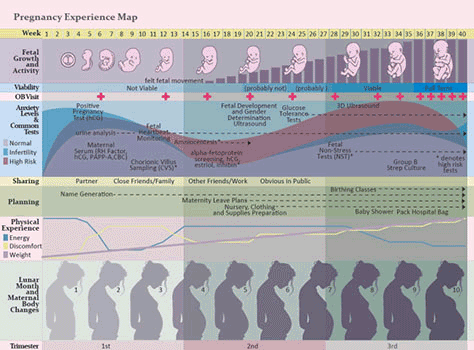 Pregnancy Experience Map
Week 1 2 3 4 5 6 7 8 9 10 11 12 13 14 15 16 17 18 19 20 21 22 23 24 25 26 27 28 29 30 31 32 33 34 35 36 37 38 39 40
Fetal
Growth and
Activity
felt fetal movement
Viability Not Viable (probably not) (probably) Viable Full Term
OB Visit
Anxiety
Levels &
Common Tests
Normal
Infertility
High Risk
Positive
Pregnancy
Test (hCG)
urine analysis
Maternal
Serum (RH Factor,
hCG, PAPP-A,CBC)
Fetal
Heartbeat
Monitoring
Chorionic Villus
Sampling (CVS)*
Amniocentesis*
alpha-fetoprotein
screening, hCG,
estriol, inhibin
Fetal Development
and Gender
Determination
Ultrasound
Glucose
Tolerance
Tests
3D Ultrasound
Fetal
Non-Stress
Tests (NST)*
Group B
Strep Culture
* denotes
high risk tests
Sharing Partner Close Friends/Family Other Friends/Work Obvious In Public
Planning
Name Generation
Birthing Classes
Maternity Leave Plans
Nursery, Clothing
and Supplies Preparation
Baby Shower Pack Hospital Bag
Physical
Experience
Energy
Discomfort
Weight
Lunar
Month and
Maternal
Body
Changes
1 2 3 4 5 6 7 8 9 10
Trimester 1st 2nd 3rd